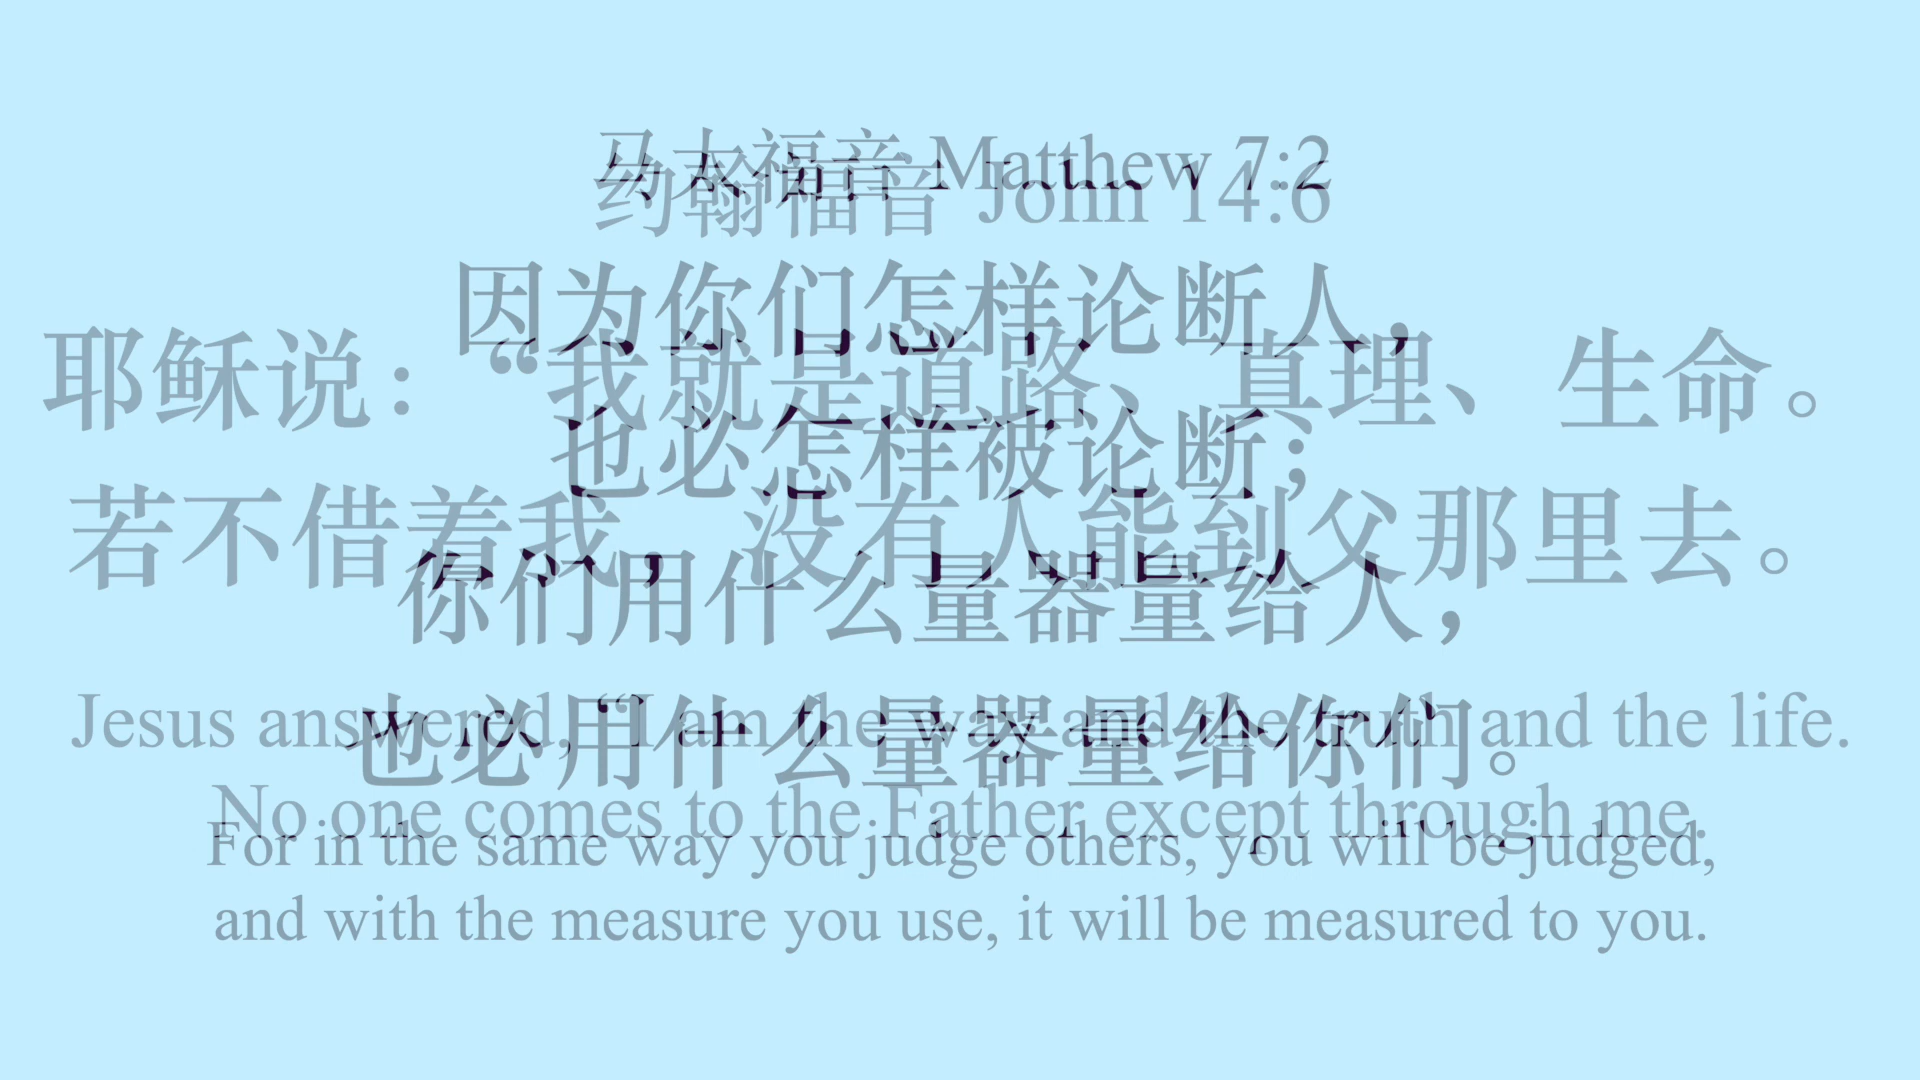 马太福音 Matthew 7:2
因为你们怎样论断人，
也必怎样被论断；
你们用什么量器量给人，
也必用什么量器量给你们。
For in the same way you judge others, you will be judged,
and with the measure you use, it will be measured to you.
约翰福音 John 14:6
耶稣说：“我就是道路、真理、生命。
若不借着我，没有人能到父那里去。
Jesus answered, “I am the way and the truth and the life.
No one comes to the Father except through me.